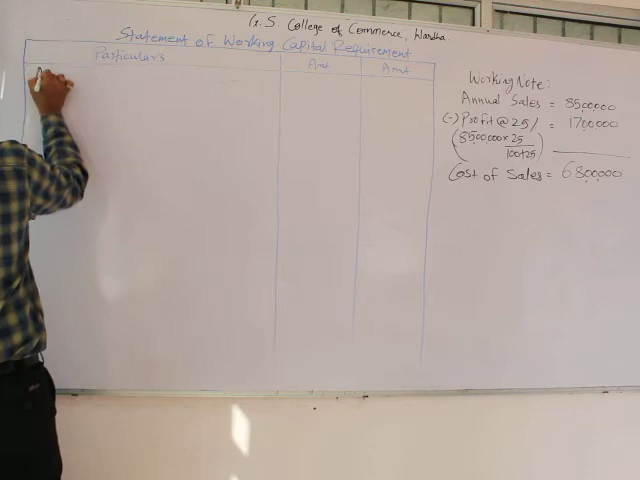 G.S. College of Commerce, Wardha
Statement of Working Capital Requirement
Particulars Amt Amt
Working Note:
Annual Sales = 8500000
(-) Profit @ 25% = 1700000
(8500000 x 25 / 100+25)
Cost of Sales = 6800000